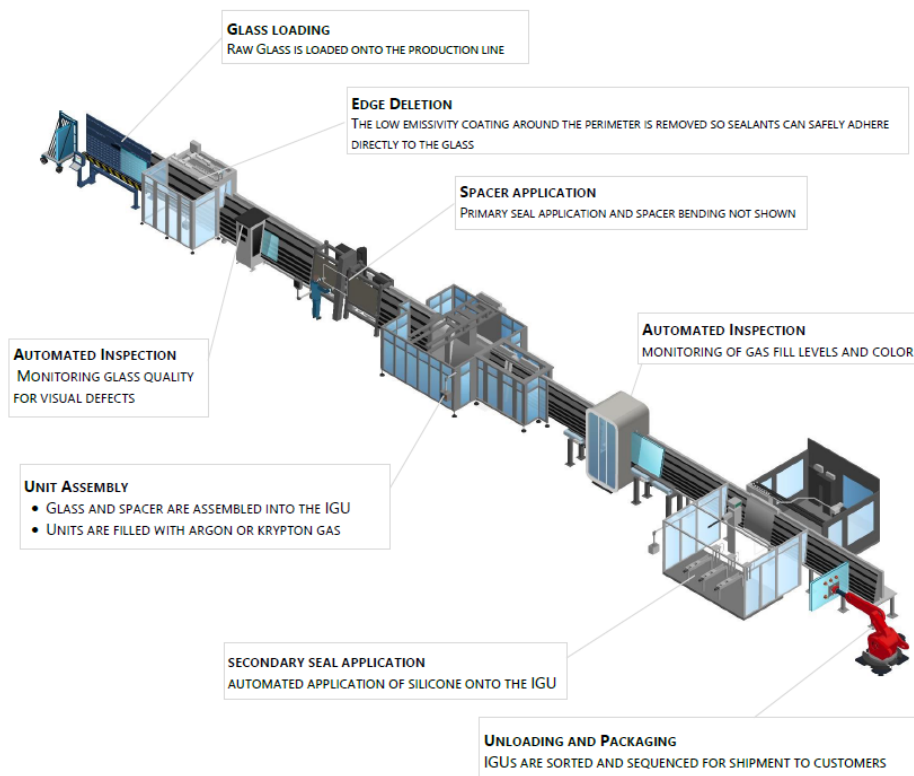 Glass loading
Raw Glass is loaded onto the production line
Edge Deletion
The low emissivity coating around the perimeter is removed so sealants can safely adhere
directly to the glass
Spacer application
Primary seal application and spacer bending not shown
Automated Inspection
Monitoring glass quality
for visual defects
Automated Inspection
monitoring of gas fill levels and color
Unit Assembly
• Glass and spacer are assembled into the IGU
• Units are filled with argon or krypton gas
secondary seal application
automated application of silicone onto the IGU
Unloading and Packaging
IGUs are sorted and sequenced for shipment to customers